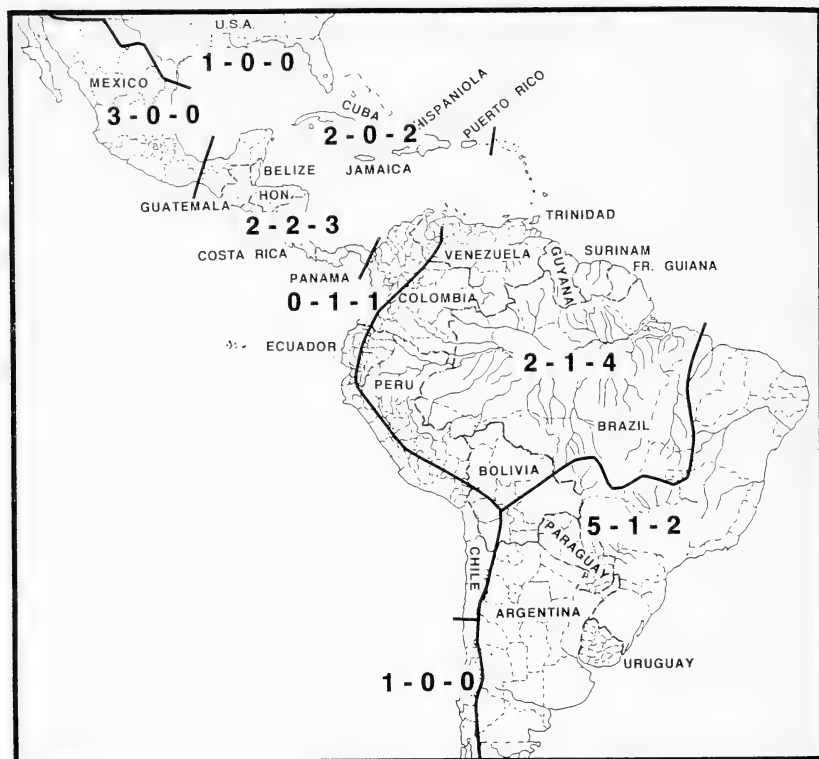 U.S.A.
1 - 0 - 0
MEXICO
3 - 0 - 0
CUBA
HISPANIOLA
PUERTO RICO
2 - 0 - 2
BELIZE
JAMAICA
HON.
GUATEMALA
2 - 2 - 3
TRINIDAD
COSTA RICA
VENEZUELA
GUYANA
SURINAM
FR. GUIANA
PANAMA
0 - 1 - 1
COLOMBIA
ECUADOR
2 - 1 - 4
PERU
BRAZIL
BOLIVIA
5 - 1 - 2
PARAGUAY
CHILE
ARGENTINA
URUGUAY
1 - 0 - 0